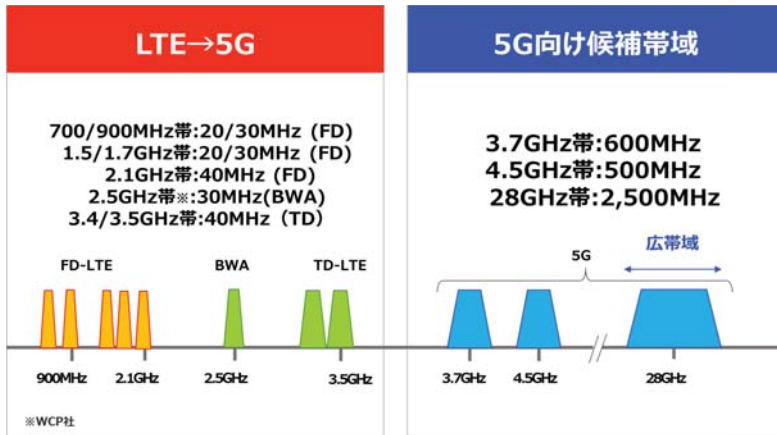 LTE→5G
700/900MHz帯:20/30MHz (FD)
1.5/1.7GHz帯:20/30MHz (FD)
2.1GHz帯:40MHz (FD)
2.5GHz帯※:30MHz(BWA)
3.4/3.5GHz帯:40MHz (TD)
FD-LTE
BWA
TD-LTE
900MHz
2.1GHz
2.5GHz
3.5GHz
※WCP社
5G向け候補帯域
3.7GHz帯:600MHz
4.5GHz帯:500MHz
28GHz帯:2,500MHz
5G
広帯域
3.7GHz
4.5GHz
28GHz